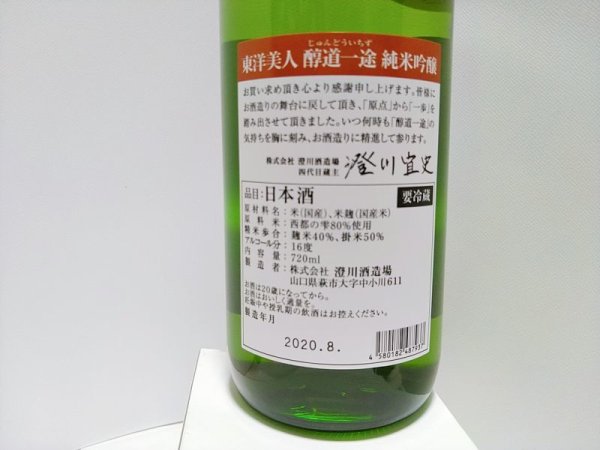 じゅんどういちず
東洋美人 醇道一途 純米吟醸
お買い求め頂き心より感謝申し上げます。皆様に
お酒造りの舞台に戻して頂き、「原点」から「一歩」を
踏み出させて頂きました。いつ何時も「醇道一途」の
気持ちを胸に刻み、お酒造りに精進して参ります。
株式会社 澄川酒造場
四代目蔵主 澄川宜史
品目:日本酒 要冷蔵
原材料名:米(国産)、米麹(国産米)
原料米:西都の雫80%使用
精米歩合:麹米40%、掛米50%
アルコール分:16度
内容量:720ml
製造者:株式会社 澄川酒造場
山口県萩市大字中小川611
お酒は20歳になってから。
お酒はおいしく適量を。
妊娠中や授乳期の飲酒はお控えください。
製造年月
2020.8.
4 580182 487937